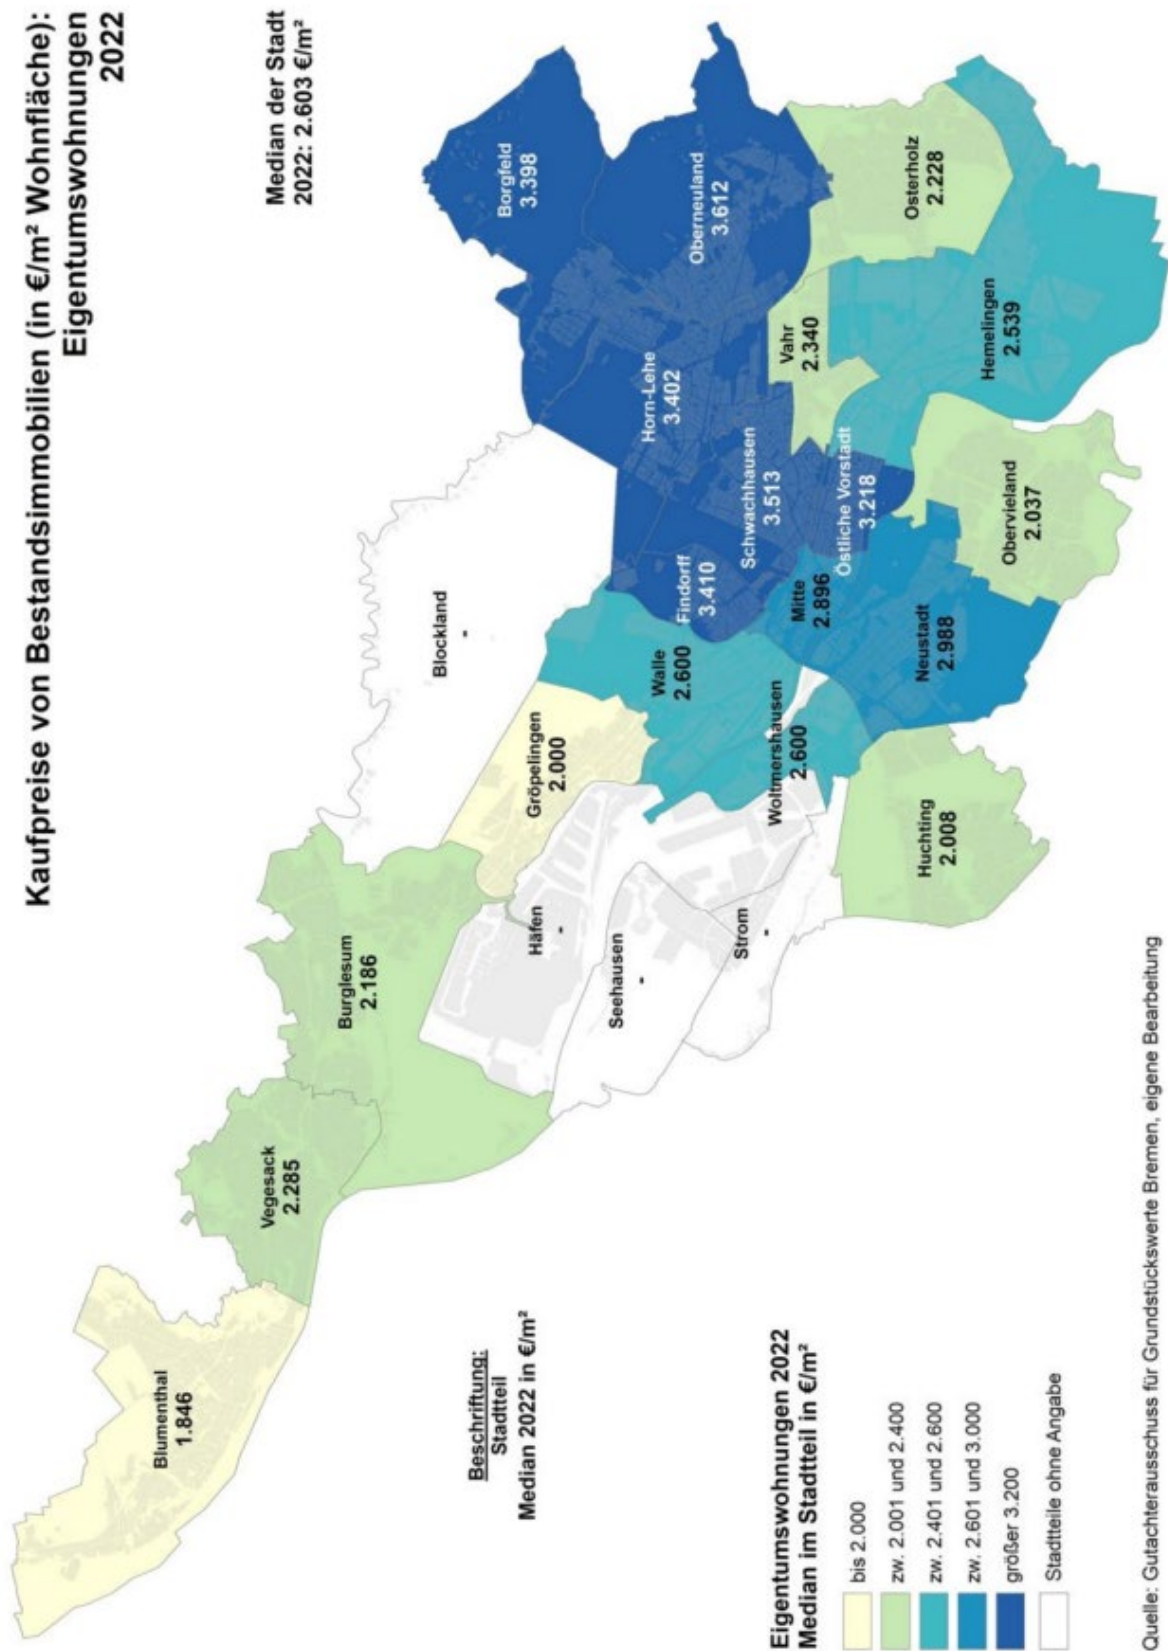 Kaufpreise von Bestandsimmobilien (in €/m² Wohnfläche):
Eigentumswohnungen
2022
Median der Stadt
2022: 2.603 €/m²
Blumenthal
1.846
Vegesack
2.285
Burglesum
2.186
Blockland
-
Borgfeld
3.398
Gröpelingen
2.000
Häfen
-
Seehausen
-
Strom
-
Walle
2.600
Findorff
3.410
Horn-Lehe
3.402
Oberneuland
3.612
Schwachhausen
3.513
Vahr
2.340
Osterholz
2.228
Woltmershausen
2.600
Mitte
2.896
Östliche Vorstadt
3.218
Hemelingen
2.539
Huchting
2.008
Neustadt
2.988
Obervieland
2.037
Beschriftung:
Stadtteil
Median 2022 in €/m²
Eigentumswohnungen 2022
Median im Stadtteil in €/m²
bis 2.000
zw. 2.001 und 2.400
zw. 2.401 und 2.600
zw. 2.601 und 3.000
größer 3.200
Stadtteile ohne Angabe
Quelle: Gutachterausschuss für Grundstückswerte Bremen, eigene Bearbeitung